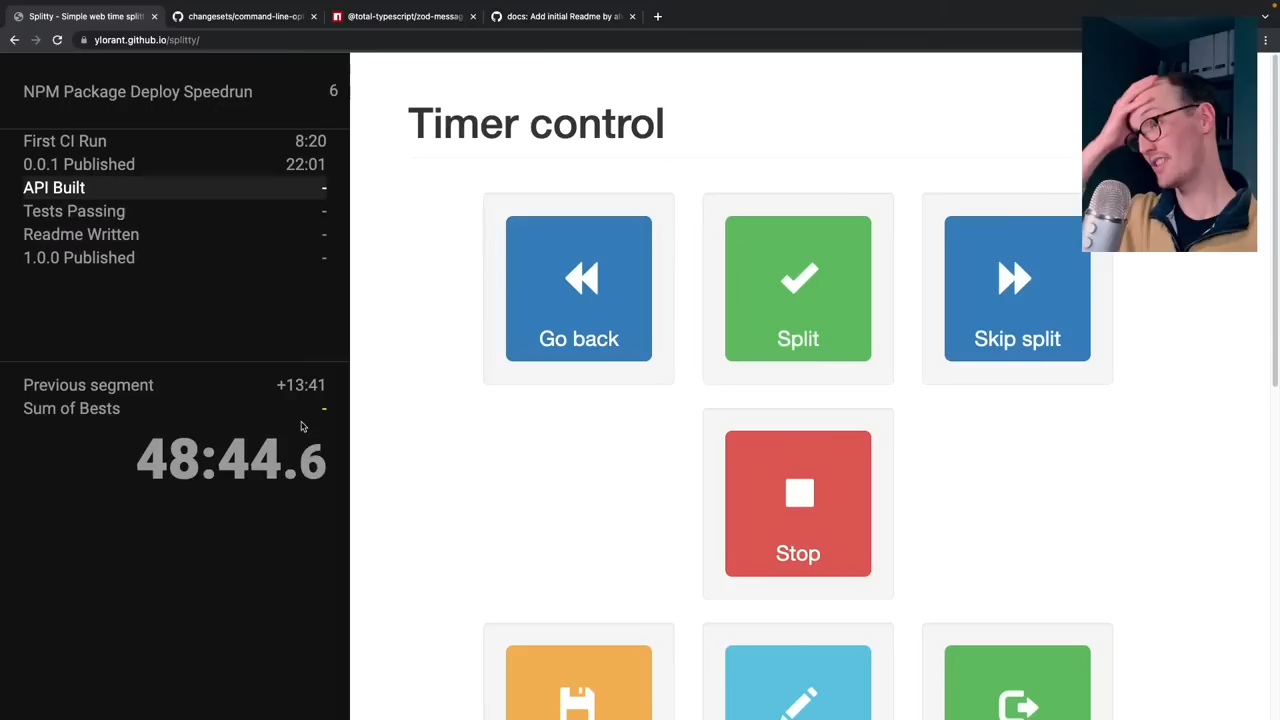 Splitty - Simple web time split
changesets/command-line-opt
@total-typescript/zod-messag
docs: Add initial Readme by
ylorant.github.io/splitty/
NPM Package Deploy Speedrun 6
First CI Run 8:20
0.0.1 Published 22:01
API Built -
Tests Passing -
Readme Written -
1.0.0 Published -
Previous segment +13:41
Sum of Bests -
48:44.6
Timer control
Go back
Split
Skip split
Stop